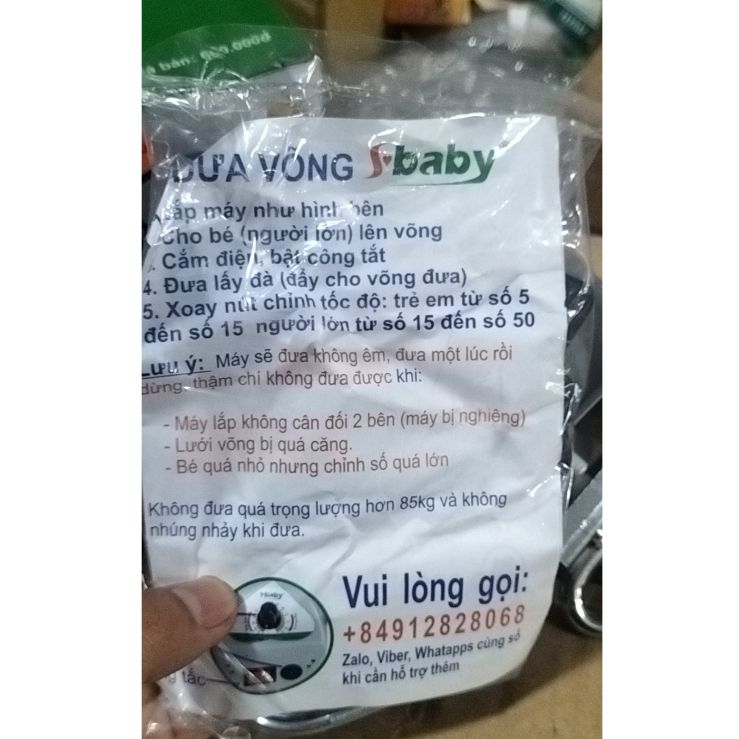 bán: 000.000đ
ĐƯA VÕNG S-baby
Lắp máy như hình bên
Cho bé (người lớn) lên võng
. Cắm điện, bật công tắt
4. Đưa lấy đà (đẩy cho võng đưa)
5. Xoay nút chỉnh tốc độ: trẻ em từ số 5
đến số 15 người lớn từ số 15 đến số 50
Lưu ý: Máy sẽ đưa không êm, đưa một lúc rồi
dừng, thậm chí không đưa được khi:
- Máy lắp không cân đối 2 bên (máy bị nghiêng)
- Lưới võng bị quá căng.
- Bé quá nhỏ nhưng chỉnh số quá lớn
Không đưa quá trọng lượng hơn 85kg và không
nhúng nhảy khi đưa.
Vui lòng gọi:
+84912828068
Zalo, Viber, Whatapps cùng số
khi cần hỗ trợ thêm
tắc